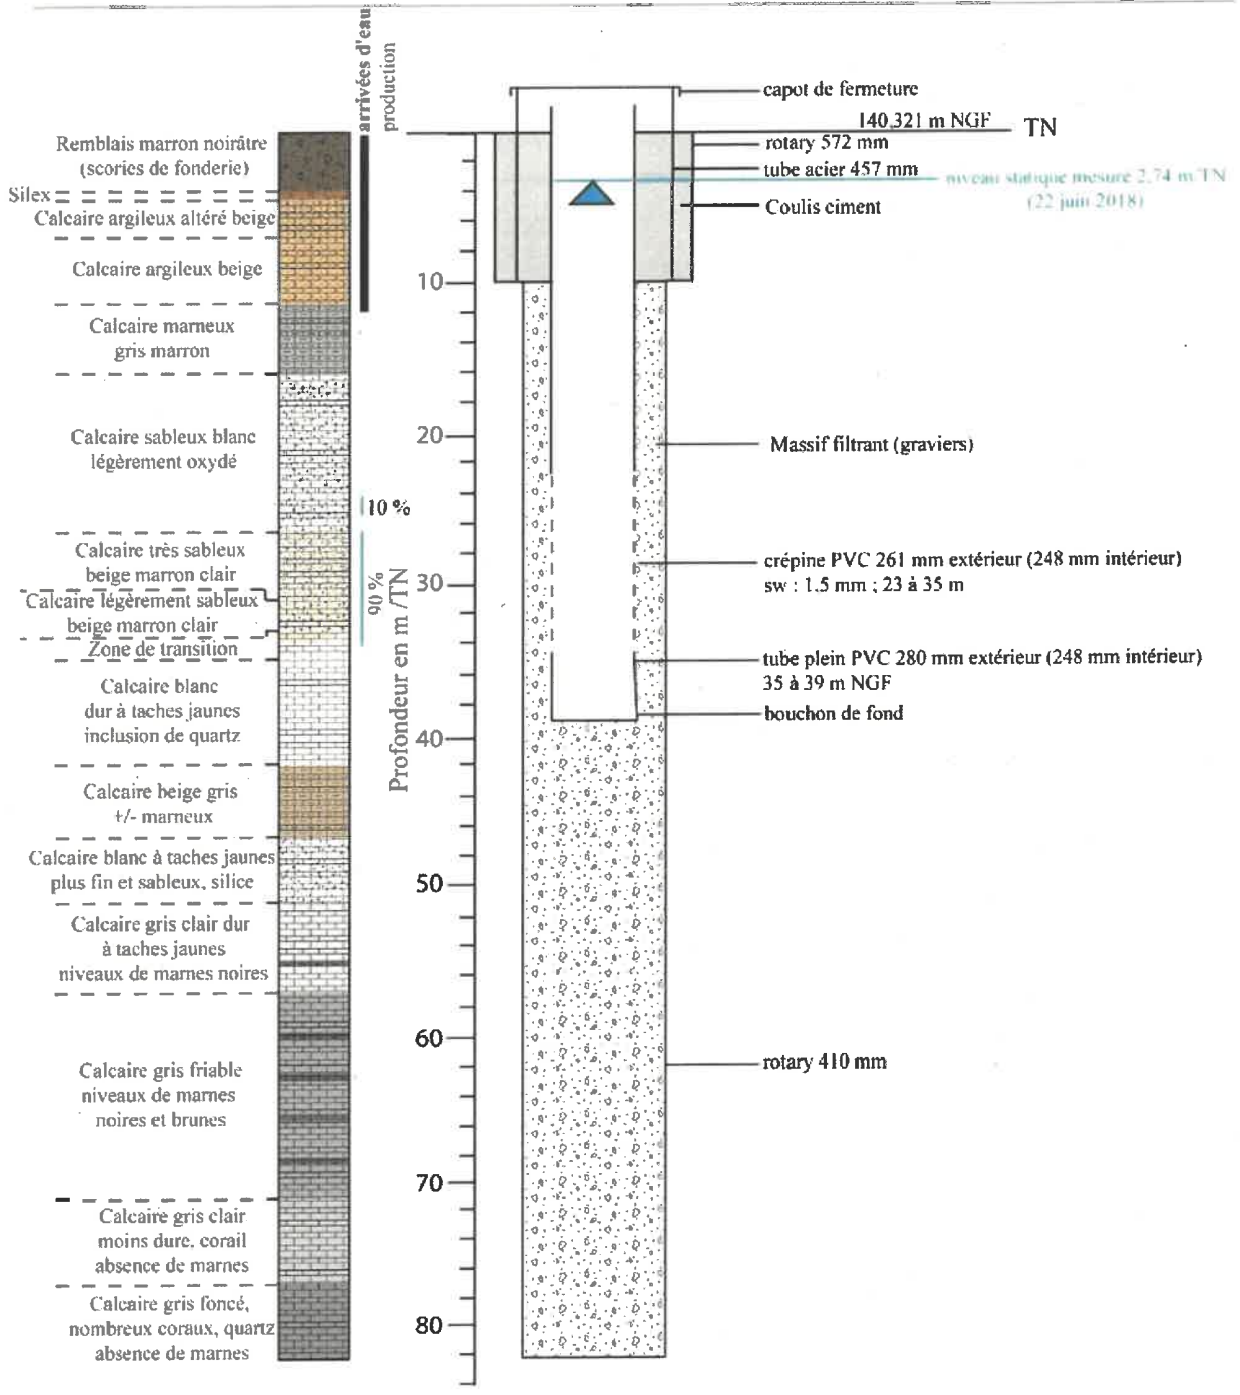 arrivées d'eau
production
Remblais marron noirâtre
(scories de fonderie)
Silex
Calcaire argileux altéré beige
Calcaire argileux beige
Calcaire marneux
gris marron
Calcaire sableux blanc
légèrement oxydé
Calcaire très sableux
beige marron clair
Calcaire légèrement sableux
beige marron clair
Zone de transition
Calcaire blanc
dur à taches jaunes
inclusion de quartz
Calcaire beige gris
+/- marneux
Calcaire blanc à taches jaunes
plus fin et sableux, silice
Calcaire gris clair dur
à taches jaunes
niveaux de marnes noires
Calcaire gris friable
niveaux de marnes
noires et brunes
Calcaire gris clair
moins dure, corail
absence de marnes
Calcaire gris foncé,
nombreux coraux, quartz
absence de marnes
10 %
90 %
Profondeur en m /TN
10
20
30
40
50
60
70
80
capot de fermeture
140,321 m NGF
TN
rotary 572 mm
tube acier 457 mm
niveau statique mesuré 2,74 m/TN
(22 juin 2018)
Coulis ciment
Massif filtrant (graviers)
crépine PVC 261 mm extérieur (248 mm intérieur)
sw : 1.5 mm ; 23 à 35 m
tube plein PVC 280 mm extérieur (248 mm intérieur)
35 à 39 m NGF
bouchon de fond
rotary 410 mm